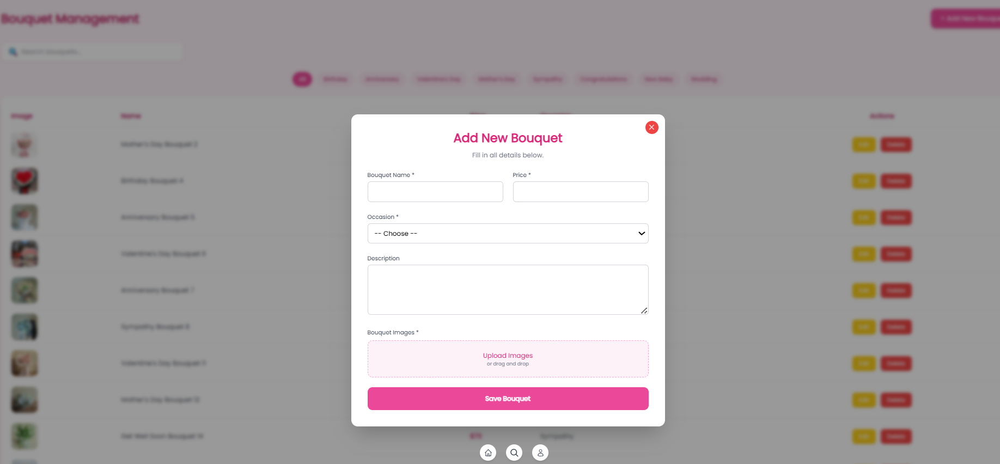 Bouquet Management
+ Add New Bouque
Search bouquets...
All Birthday Anniversary Valentine's Day Mother's Day Sympathy Congratulations New Baby Wedding
Image Name Actions
Mother's Day Bouquet 2 Edit Delete
Birthday Bouquet 4 Edit Delete
Anniversary Bouquet 5 Edit Delete
Valentine's Day Bouquet 6 Edit Delete
Anniversary Bouquet 7 Edit Delete
Sympathy Bouquet 8 Edit Delete
Valentine's Day Bouquet 11 Edit Delete
Mother's Day Bouquet 12 Edit Delete
Get Well Soon Bouquet 14 Sympathy Edit Delete
Add New Bouquet
Fill in all details below.
Bouquet Name *
Price *
Occasion *
-- Choose --
Description
Bouquet Images *
Upload Images
or drag and drop
Save Bouquet